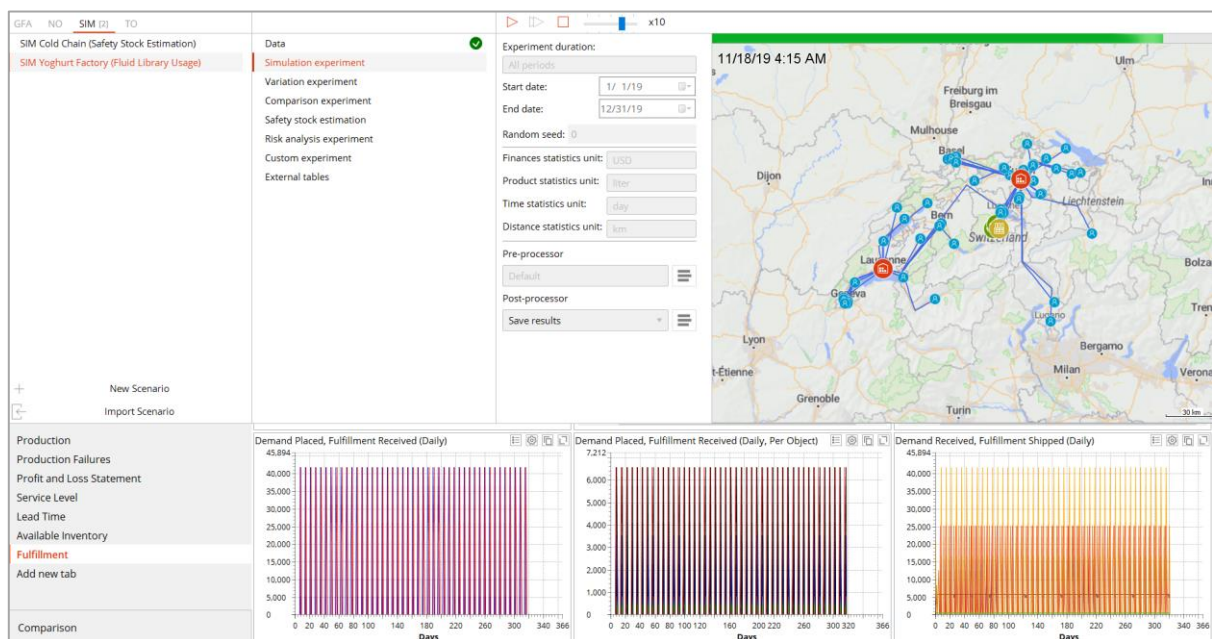 GFA NO SIM [2] TO
SIM Cold Chain (Safety Stock Estimation)
SIM Yoghurt Factory (Fluid Library Usage)
New Scenario
Import Scenario
Data
Simulation experiment
Variation experiment
Comparison experiment
Safety stock estimation
Risk analysis experiment
Custom experiment
External tables
x10
Experiment duration:
All periods
Start date: 1/ 1/19
End date: 12/31/19
Random seed: 0
Finances statistics unit: USD
Product statistics unit: liter
Time statistics unit: day
Distance statistics unit: km
Pre-processor
Default
Post-processor
Save results
11/18/19 4:15 AM
Ulm
Freiburg im
Breisgau
Mulhouse
Basel
Dijon
Liechtenstein
Bern
Switzerland
Lausanne
Geneva
Bolza
Lugano
Tren
Lyon
Bergamo
t-Étienne
Milan
Verona
Grenoble
Turin
30 km
Production
Production Failures
Profit and Loss Statement
Service Level
Lead Time
Available Inventory
Fulfillment
Add new tab
Comparison
Demand Placed, Fulfillment Received (Daily)
45,894
40,000
35,000
30,000
25,000
20,000
15,000
10,000
5,000
0
0 20 40 60 80 100 140 180 220 260 300 340 366
Days
Demand Placed, Fulfillment Received (Daily, Per Object)
7,212
6,000
5,000
4,000
3,000
2,000
1,000
0
0 20 40 60 80 120 160 200 240 280 320 366
Days
Demand Received, Fulfillment Shipped (Daily)
45,894
40,000
35,000
30,000
25,000
20,000
15,000
10,000
5,000
0
0 20 40 60 80 100 140 180 220 260 300 340 366
Days